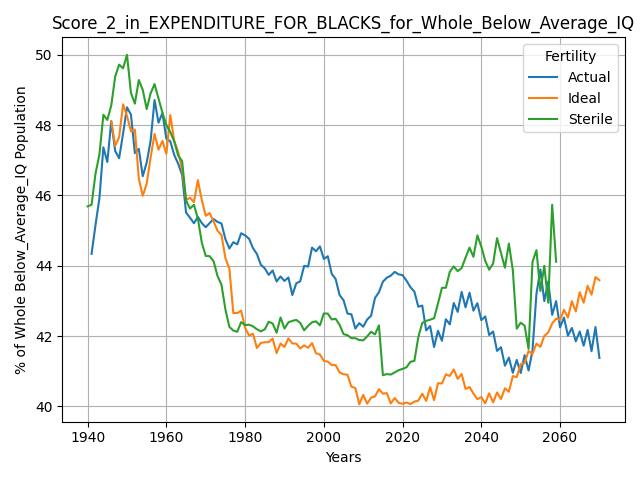 Score_2_in_EXPENDITURE_FOR_BLACKS_for_Whole_Below_Average_IQ
% of Whole Below_Average_IQ Population
50
48
46
44
42
40
Fertility
Actual
Ideal
Sterile
1940 1960 1980 2000 2020 2040 2060
Years